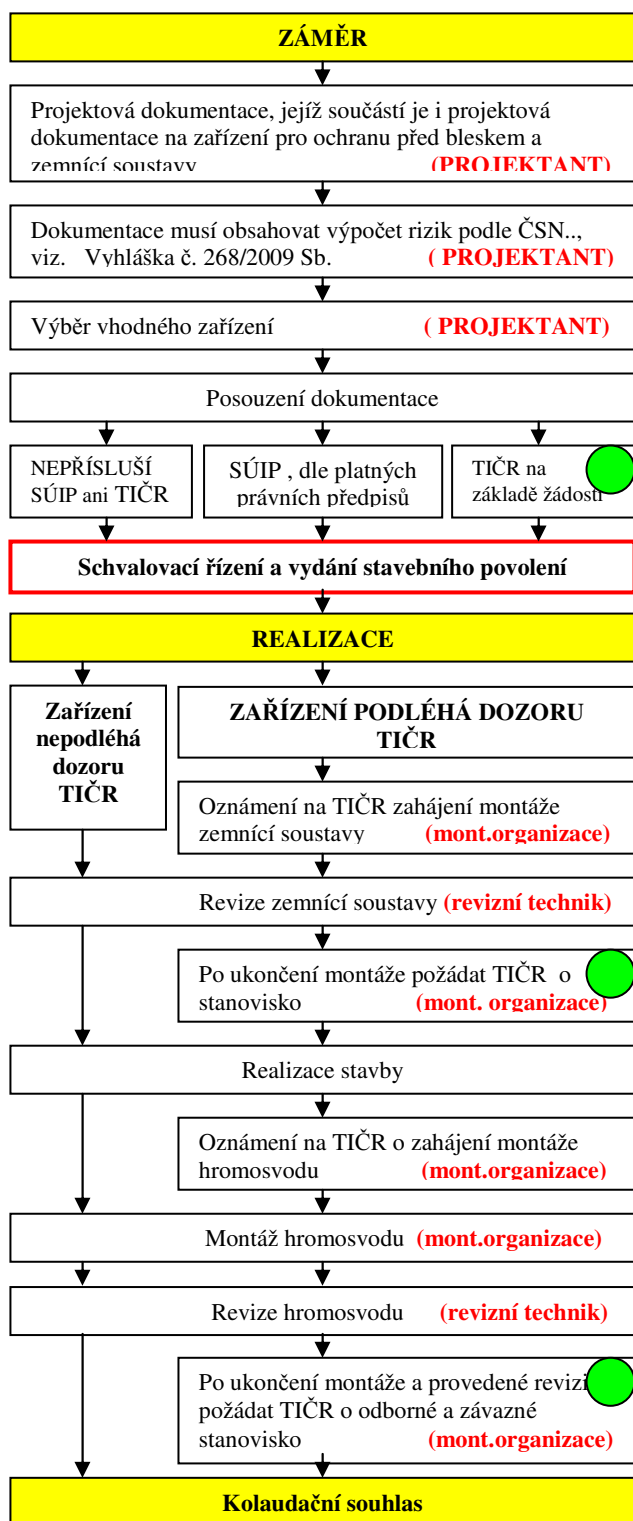 ZÁMĚR
Projektová dokumentace, jejíž součástí je i projektová
dokumentace na zařízení pro ochranu před bleskem a
zemnící soustavy (PROJEKTANT)
Dokumentace musí obsahovat výpočet rizik podle ČSN..,
viz. Vyhláška č. 268/2009 Sb. ( PROJEKTANT)
Výběr vhodného zařízení ( PROJEKTANT)
Posouzení dokumentace
NEPŘÍSLUŠÍ
SÚIP ani TIČR
SÚIP , dle platných
právních předpisů
TIČR na
základě žádosti
Schvalovací řízení a vydání stavebního povolení
REALIZACE
Zařízení
nepodléhá
dozoru
TIČR
ZAŘÍZENÍ PODLÉHÁ DOZORU
TIČR
Oznámení na TIČR zahájení montáže
zemnící soustavy (mont.organizace)
Revize zemnící soustavy (revizní technik)
Po ukončení montáže požádat TIČR o
stanovisko (mont. organizace)
Realizace stavby
Oznámení na TIČR o zahájení montáže
hromosvodu (mont.organizace)
Montáž hromosvodu (mont.organizace)
Revize hromosvodu (revizní technik)
Po ukončení montáže a provedené revizi
požádat TIČR o odborné a závazné
stanovisko (mont.organizace)
Kolaudační souhlas